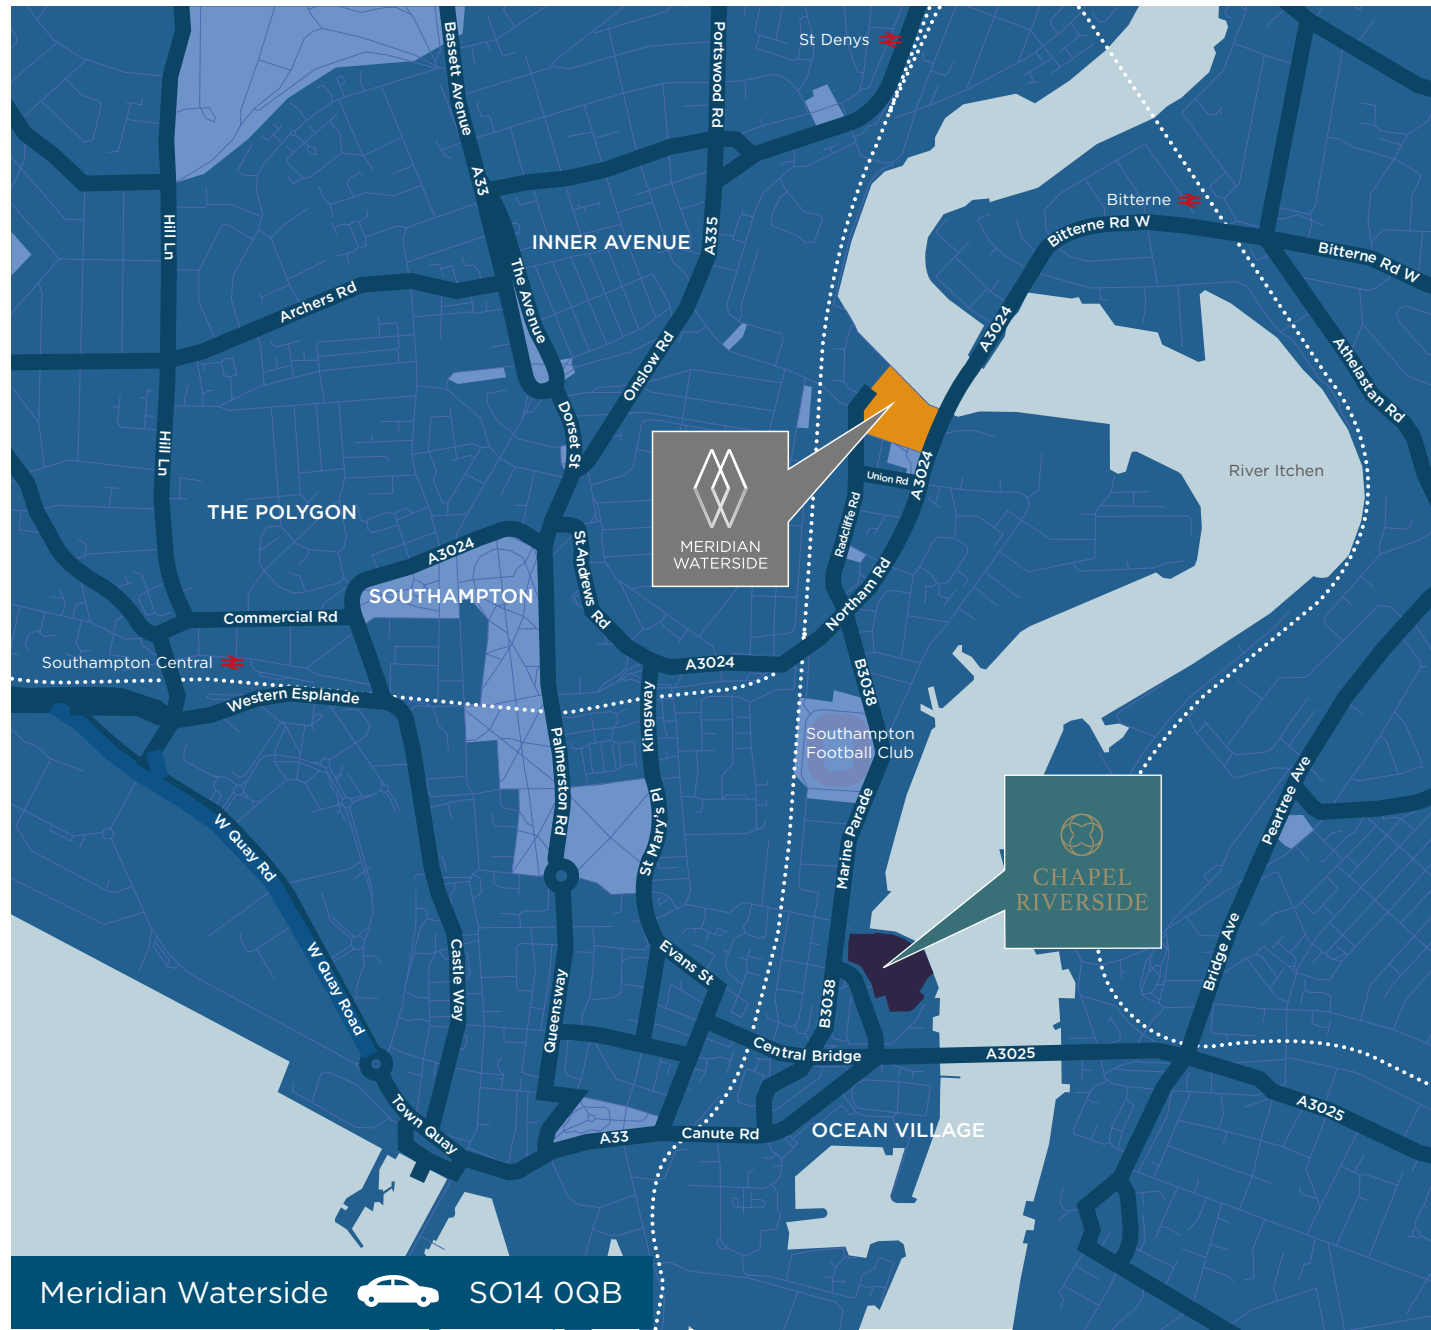 St Denys
Bassett Avenue
Portswood Rd
A33
Bitterne
Hill Ln
A335
INNER AVENUE
Bitterne Rd W
Bitterne Rd W
The Avenue
Archers Rd
A3024
Onslow Rd
Athelastan Rd
Dorset St
Hill Ln
A3024
Union Rd
River Itchen
THE POLYGON
Radcliffe Rd
MERIDIAN
WATERSIDE
A3024
St Andrews Rd
SOUTHAMPTON
Northam Rd
Commercial Rd
Southampton Central
A3024
B3038
Western Esplande
Kingsway
Southampton
Football Club
Palmerston Rd
Peartree Ave
St Mary's Pl
Marine Parade
W Quay Rd
CHAPEL
RIVERSIDE
Evans St
Bridge Ave
W Quay Road
Castle Way
Queensway
B3038
Central Bridge
A3025
A3025
Town Quay
A33
Canute Rd
OCEAN VILLAGE
Meridian Waterside
SO14 0QB